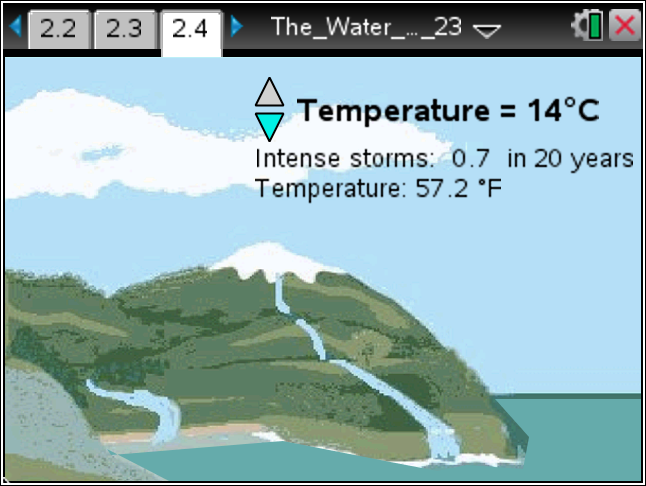 2.2 2.3 2.4 The_Water_..._23
Temperature = 14°C
Intense storms: 0.7 in 20 years
Temperature: 57.2 °F